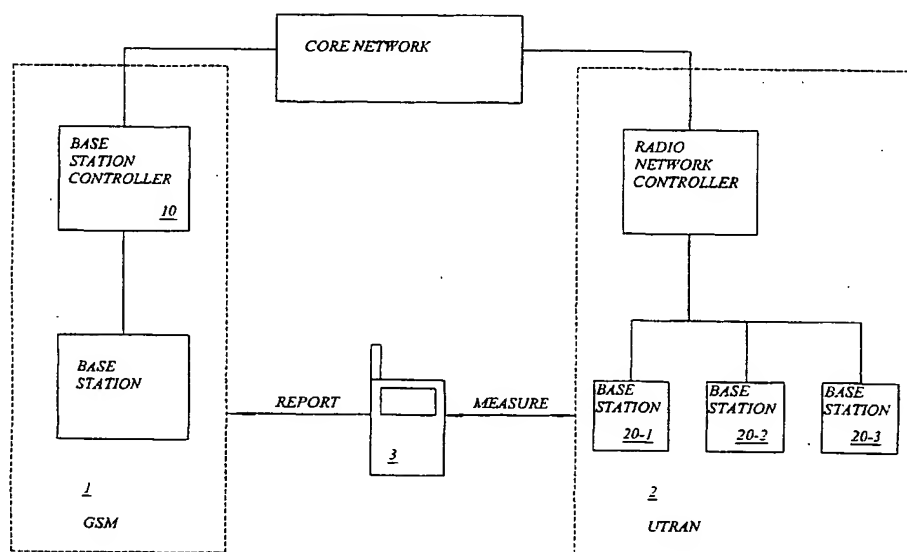 CORE NETWORK
BASE
STATION
CONTROLLER
10
RADIO
NETWORK
CONTROLLER
BASE
STATION
REPORT
MEASURE
3
BASE
STATION
20-1
BASE
STATION
20-2
BASE
STATION
20-3
1
GSM
2
UTRAN